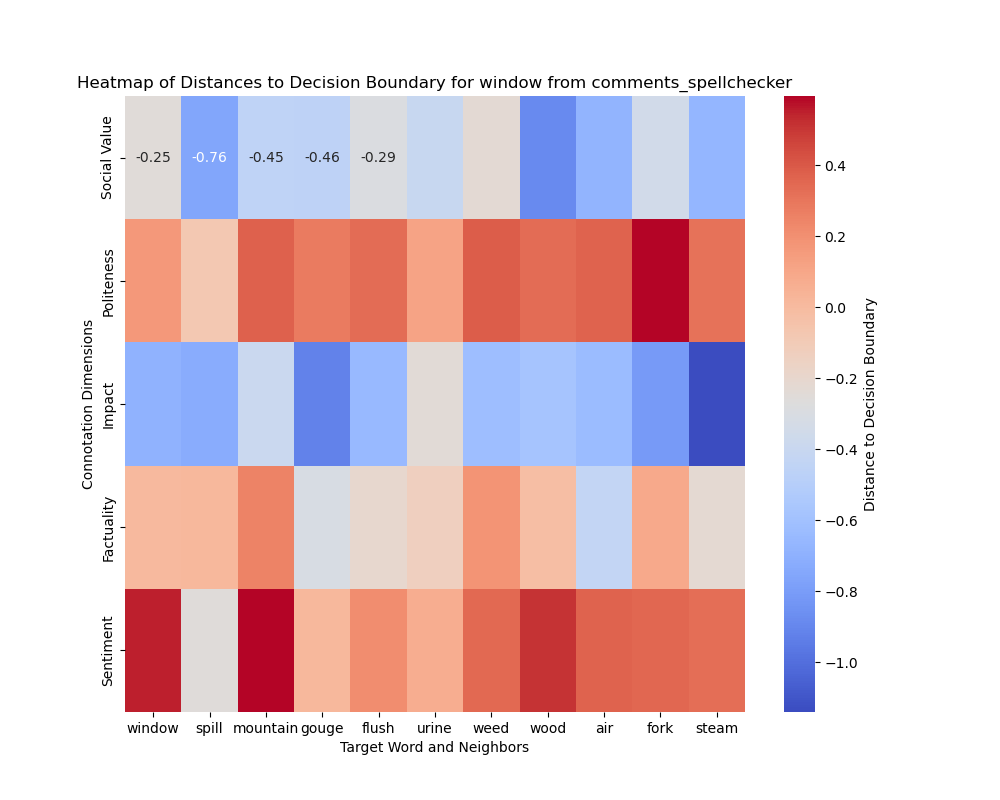 Heatmap of Distances to Decision Boundary for window from comments_spellchecker
Social Value
-0.25 -0.76 -0.45 -0.46 -0.29
Politeness
Impact
Factuality
Sentiment
Connotation Dimensions
window spill mountain gouge flush urine weed wood air fork steam
Target Word and Neighbors
0.4
0.2
0.0
−0.2
−0.4
−0.6
−0.8
−1.0
Distance to Decision Boundary